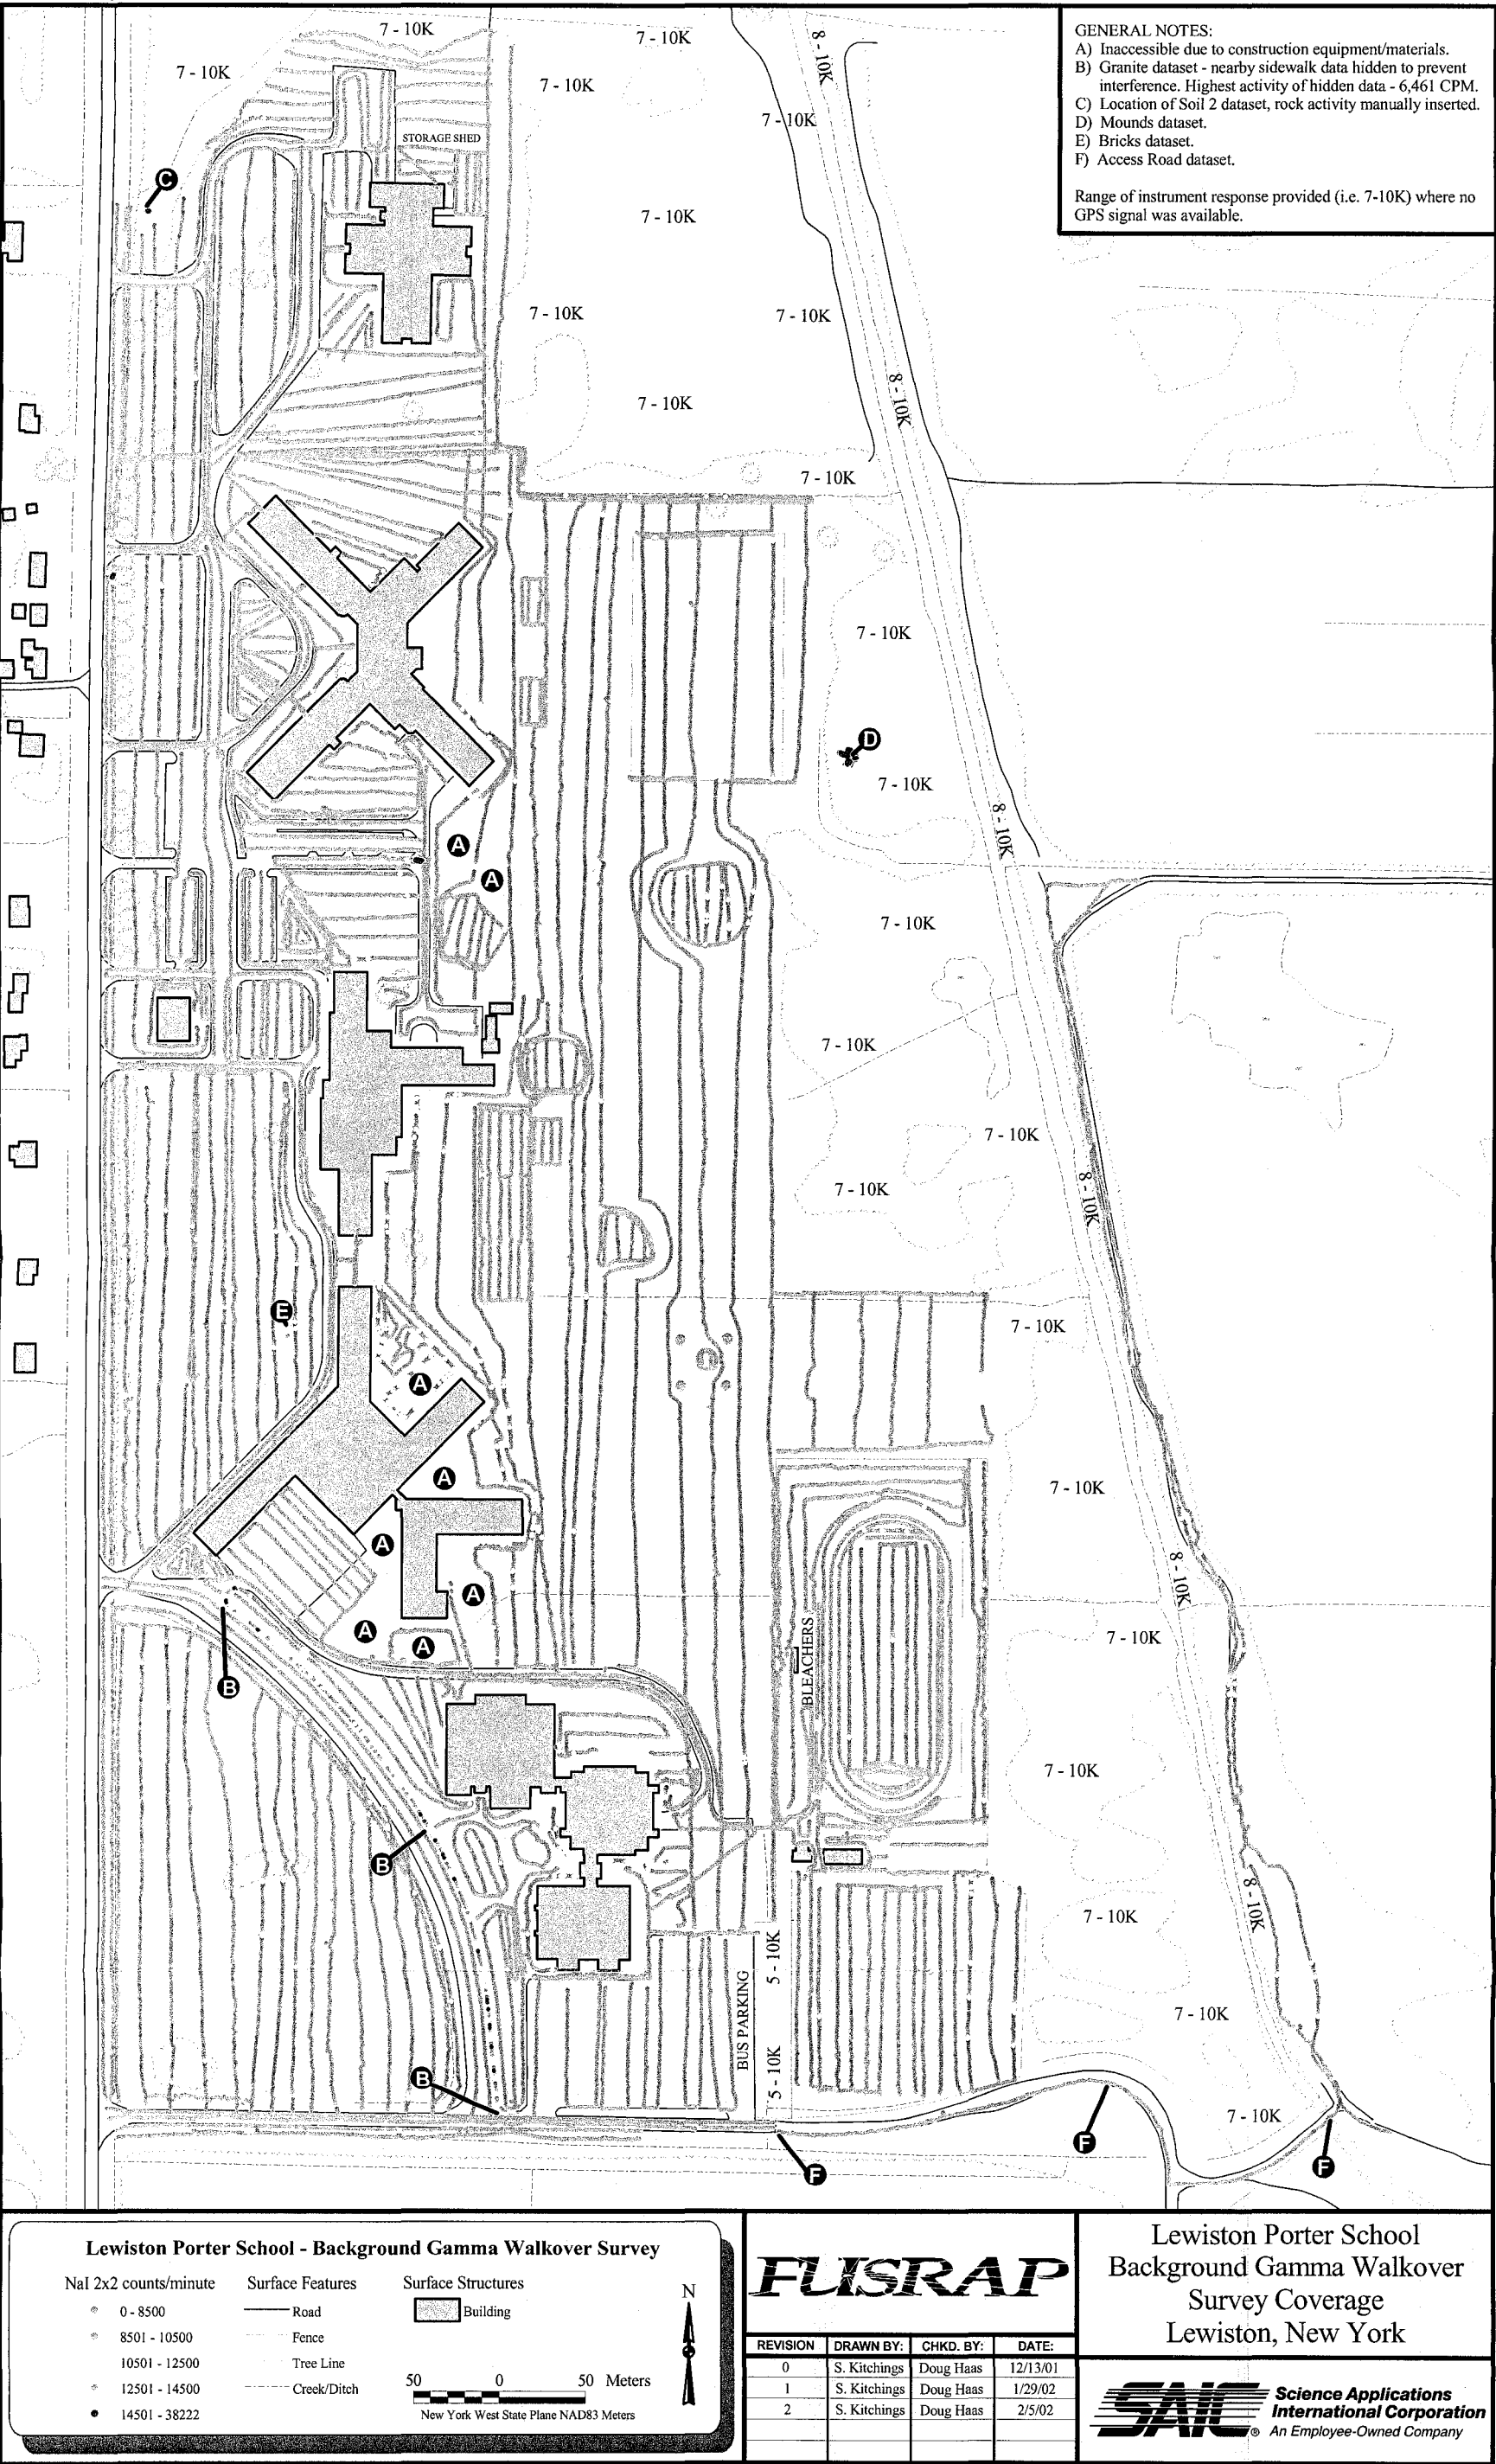 GENERAL NOTES:
A) Inaccessible due to construction equipment/materials.
B) Granite dataset - nearby sidewalk data hidden to prevent
interference. Highest activity of hidden data - 6,461 CPM.
C) Location of Soil 2 dataset, rock activity manually inserted.
D) Mounds dataset.
E) Bricks dataset.
F) Access Road dataset.
Range of instrument response provided (i.e. 7-10K) where no
GPS signal was available.
7 - 10K
7 - 10K
8 - 10K
7 - 10K
7 - 10K
7 - 10K
STORAGE SHED
C
7 - 10K
7 - 10K
7 - 10K
8 - 10K
7 - 10K
7 - 10K
7 - 10K
D
7 - 10K
8 - 10K
A
A
7 - 10K
7 - 10K
7 - 10K
8 - 10K
7 - 10K
E
7 - 10K
A
A
7 - 10K
A
8 - 10K
A
A
A
7 - 10K
BLEACHERS
B
7 - 10K
B
8 - 10K
7 - 10K
5 - 10K
BUS PARKING
7 - 10K
5 - 10K
B
7 - 10K
F
F
F
Lewiston Porter School - Background Gamma Walkover Survey
NaI 2x2 counts/minute
0 - 8500
8501 - 10500
10501 - 12500
12501 - 14500
14501 - 38222
Surface Features
Road
Fence
Tree Line
Creek/Ditch
Surface Structures
Building
N
50 0 50 Meters
New York West State Plane NAD83 Meters
FUSRAP
REVISION DRAWN BY: CHKD. BY: DATE:
0 S. Kitchings Doug Haas 12/13/01
1 S. Kitchings Doug Haas 1/29/02
2 S. Kitchings Doug Haas 2/5/02
Lewiston Porter School
Background Gamma Walkover
Survey Coverage
Lewiston, New York
SAIC®
Science Applications
International Corporation
An Employee-Owned Company